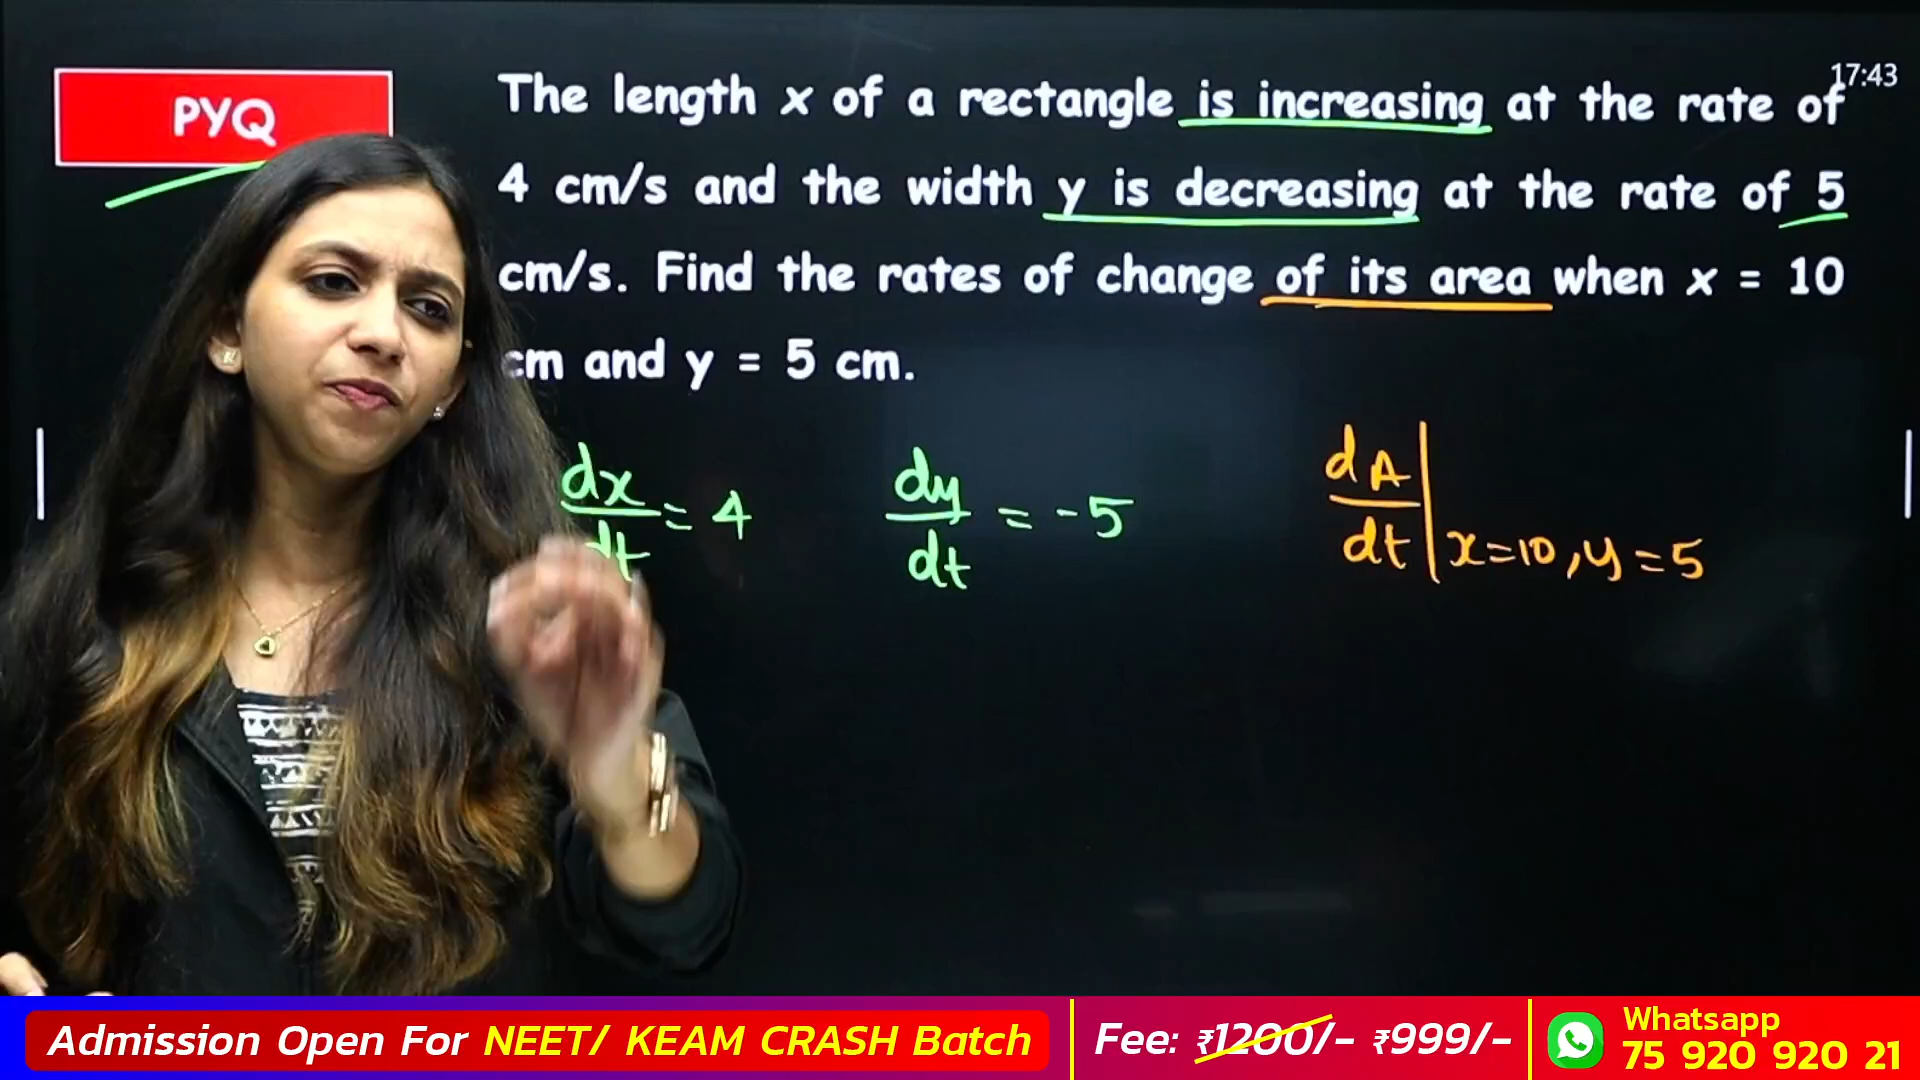 17:43
PYQ
The length x of a rectangle is increasing at the rate of
4 cm/s and the width y is decreasing at the rate of 5
cm/s. Find the rates of change of its area when x = 10
cm and y = 5 cm.
dx/dt = 4
dy/dt = -5
dA/dt | x=10, y=5
Admission Open For NEET/ KEAM CRASH Batch
Fee: ₹1200/- ₹999/-
Whatsapp
75 920 920 21